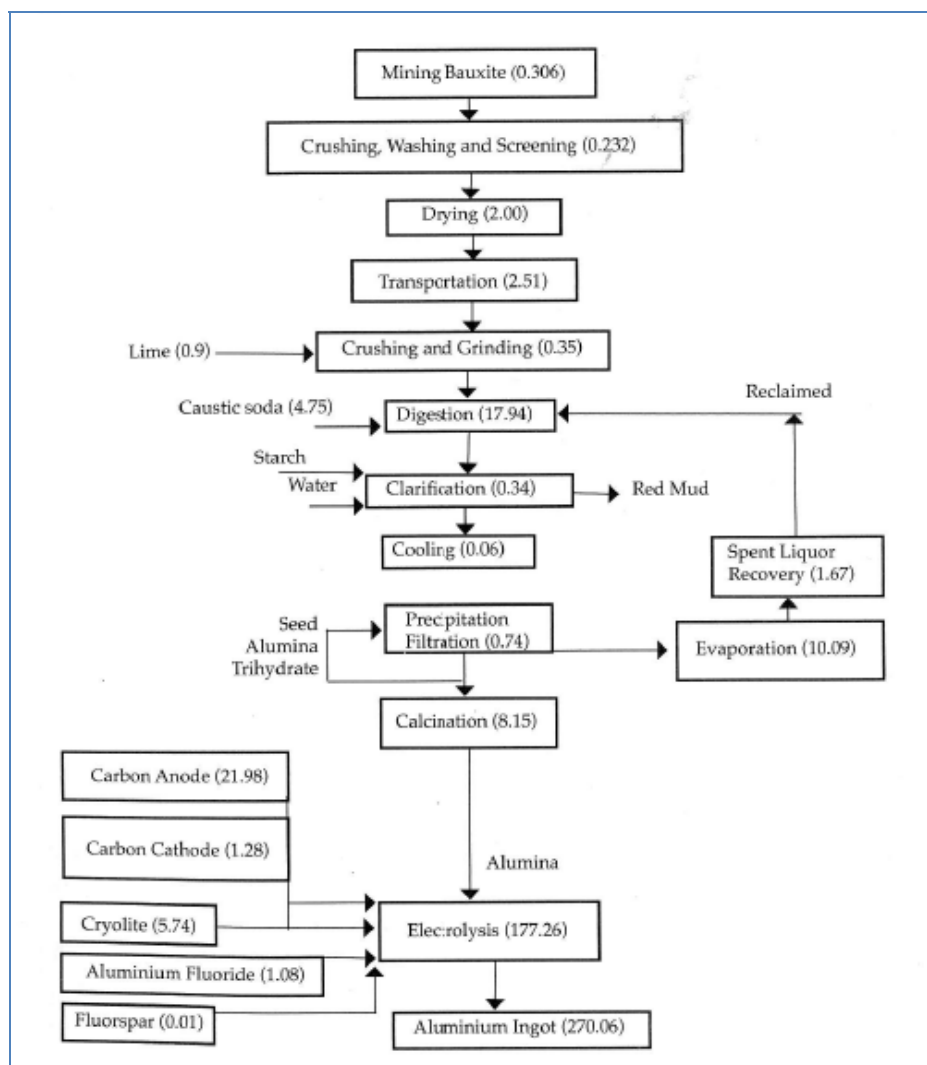 Mining Bauxite (0.306)
Crushing, Washing and Screening (0.232)
Drying (2.00)
Transportation (2.51)
Lime (0.9)
Crushing and Grinding (0.35)
Reclaimed
Caustic soda (4.75)
Digestion (17.94)
Starch
Water
Clarification (0.34)
Red Mud
Cooling (0.06)
Spent Liquor
Recovery (1.67)
Seed
Alumina
Trihydrate
Precipitation
Filtration (0.74)
Evaporation (10.09)
Calcination (8.15)
Carbon Anode (21.98)
Carbon Cathode (1.28)
Alumina
Cryolite (5.74)
Electrolysis (177.26)
Aluminium Fluoride (1.08)
Fluorspar (0.01)
Aluminium Ingot (270.06)